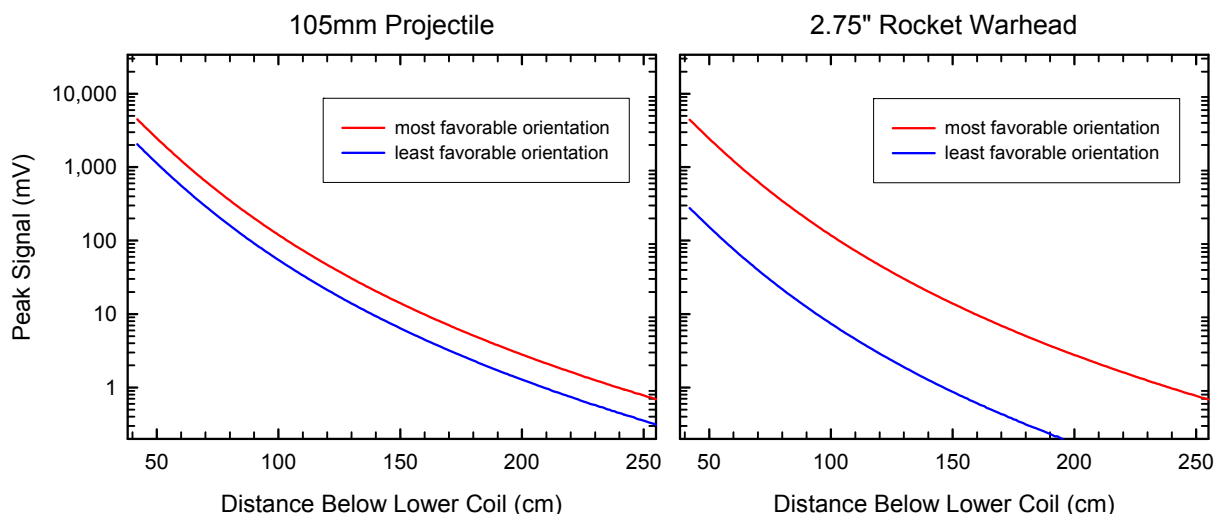 105mm Projectile
2.75" Rocket Warhead
10,000
1,000
100
10
1
Peak Signal (mV)
most favorable orientation
least favorable orientation
most favorable orientation
least favorable orientation
50 100 150 200 250
50 100 150 200 250
Distance Below Lower Coil (cm)
Distance Below Lower Coil (cm)